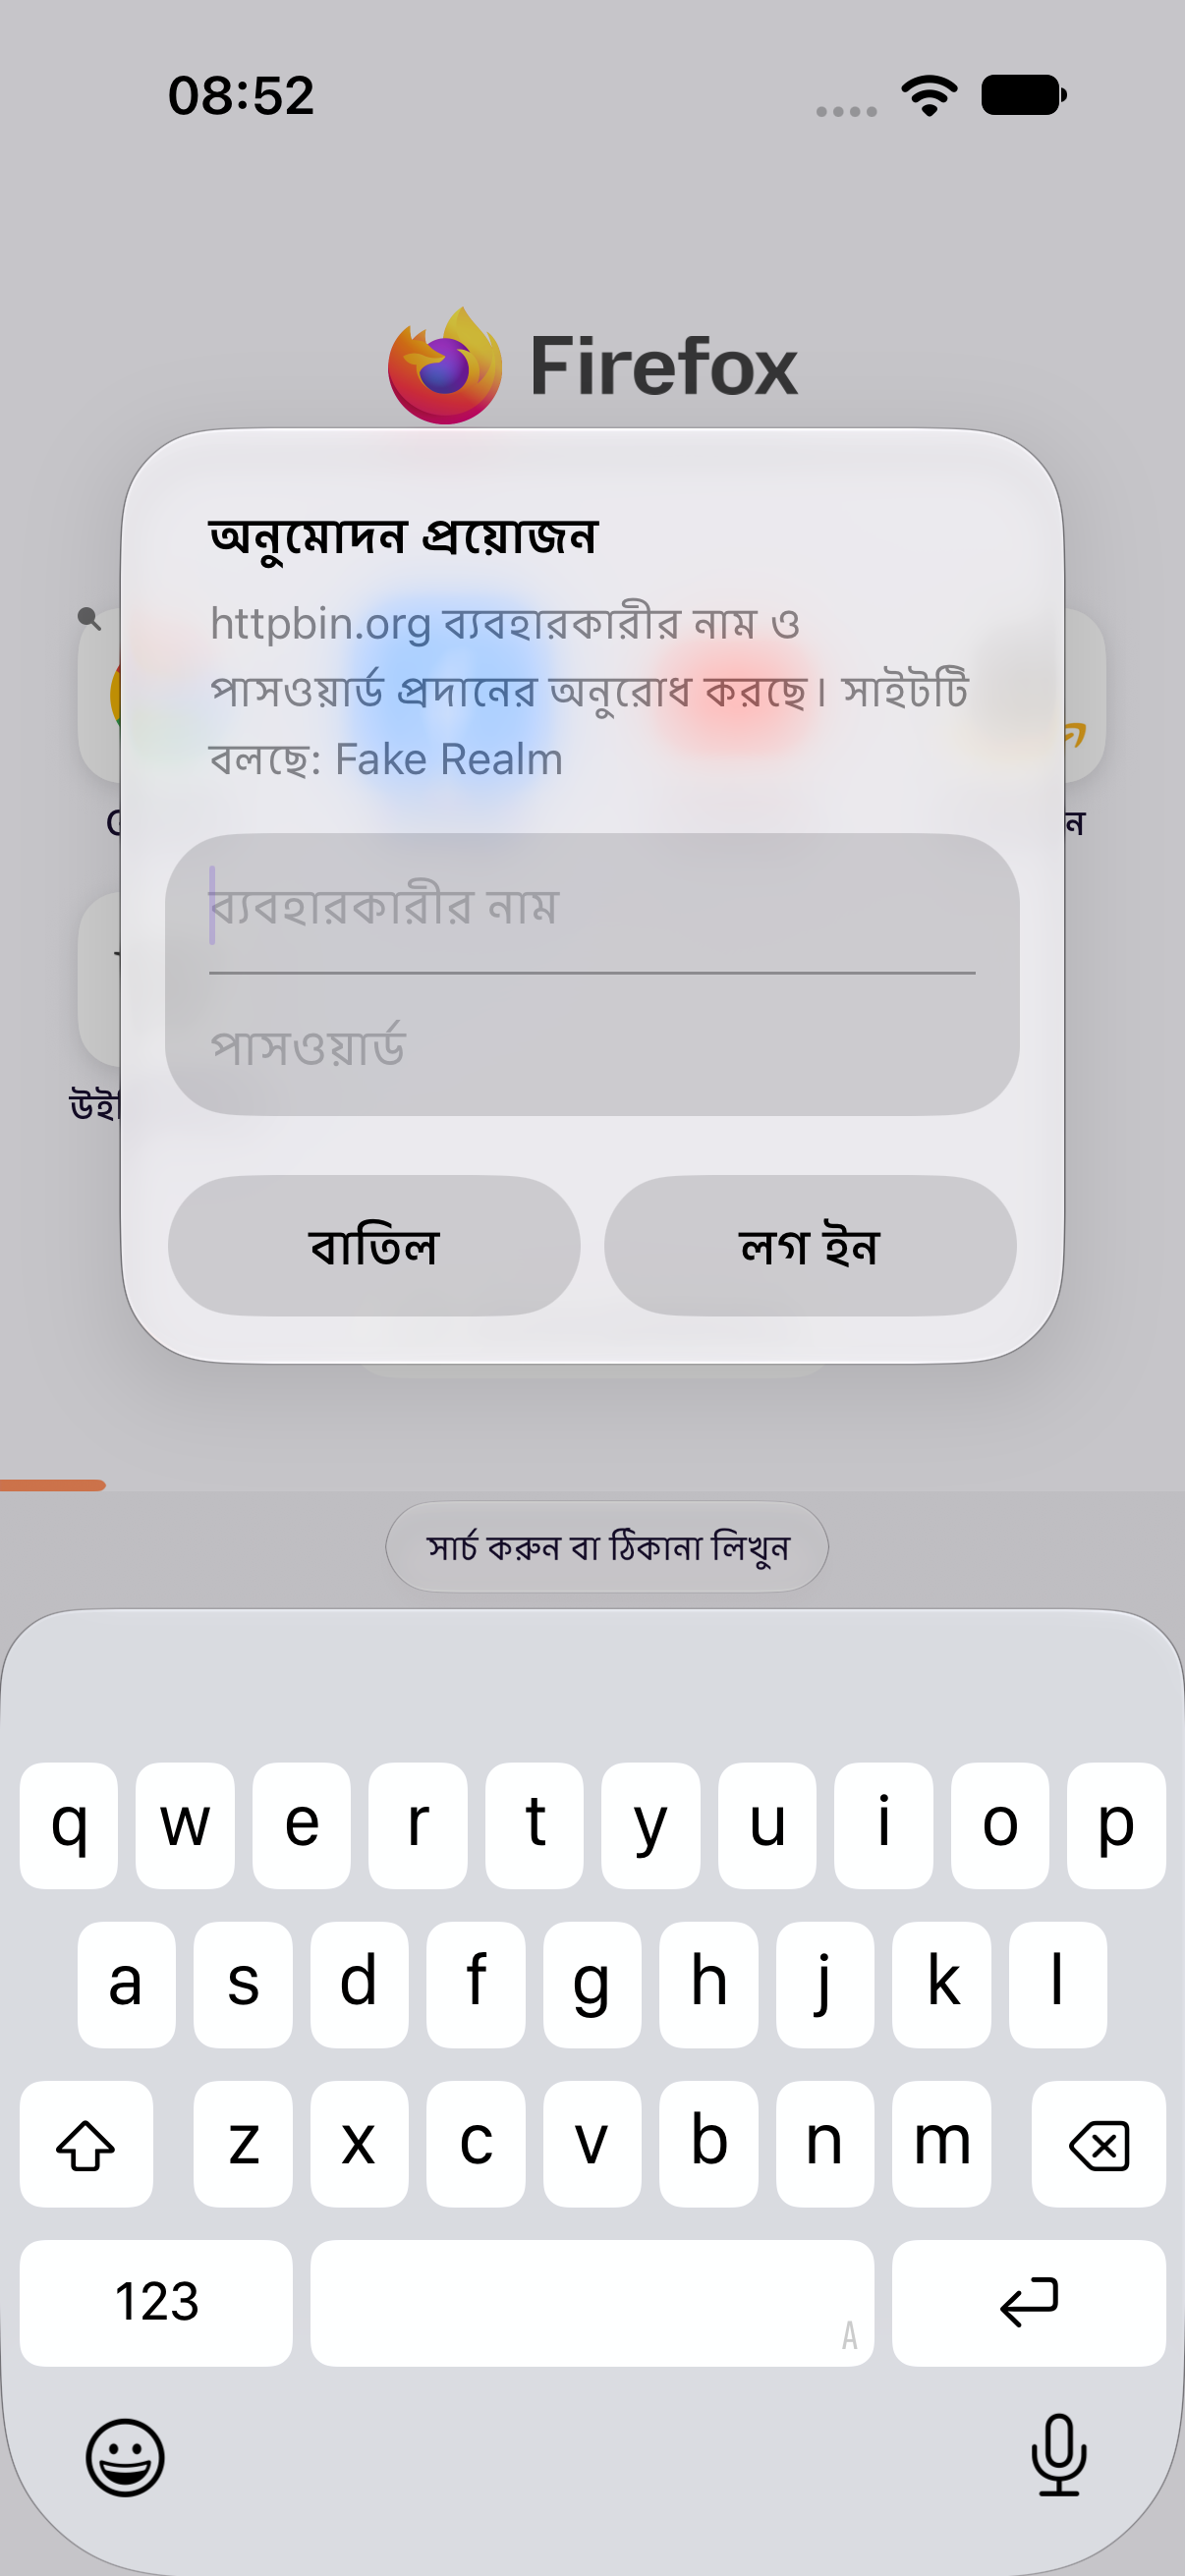 08:52
Firefox
অনুমোদন প্রয়োজন
httpbin.org ব্যবহারকারীর নাম ও
পাসওয়ার্ড প্রদানের অনুরোধ করছে। সাইটটি
বলছে: Fake Realm
ব্যবহারকারীর নাম
পাসওয়ার্ড
বাতিল
লগ ইন
সার্চ করুন বা ঠিকানা লিখুন
q w e r t y u i o p
a s d f g h j k l
z x c v b n m
123